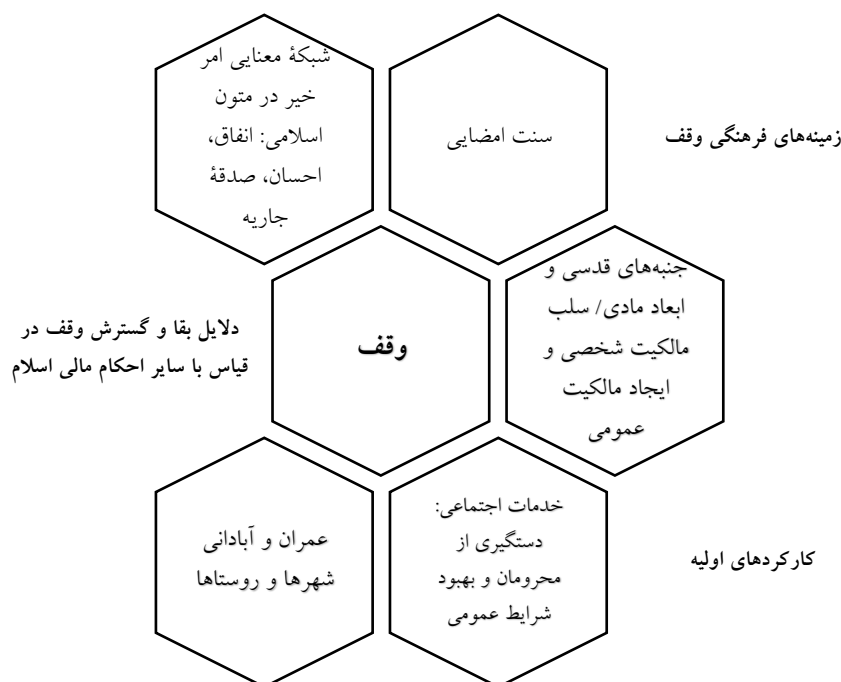 زمینه‌های فرهنگی وقف
سنت امضایی
شبکهٔ معنایی امر
خیر در متون
اسلامی: انفاق،
احسان، صدقهٔ
جاریه
جنبه‌های قدسی و
ابعاد مادی/ سلب
مالکیت شخصی و
ایجاد مالکیت
عمومی
وقف
دلایل بقا و گسترش وقف در
قیاس با سایر احکام مالی اسلام
کارکردهای اولیه
خدمات اجتماعی:
دستگیری از
محرومان و بهبود
شرایط عمومی
عمران و آبادانی
شهرها و روستاها